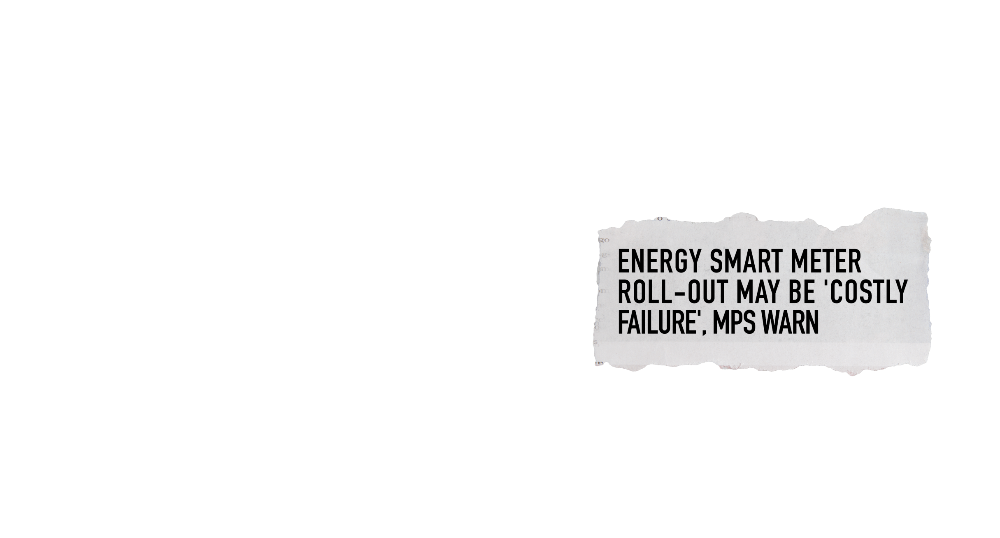 ENERGY SMART METER
ROLL-OUT MAY BE 'COSTLY
FAILURE', MPS WARN